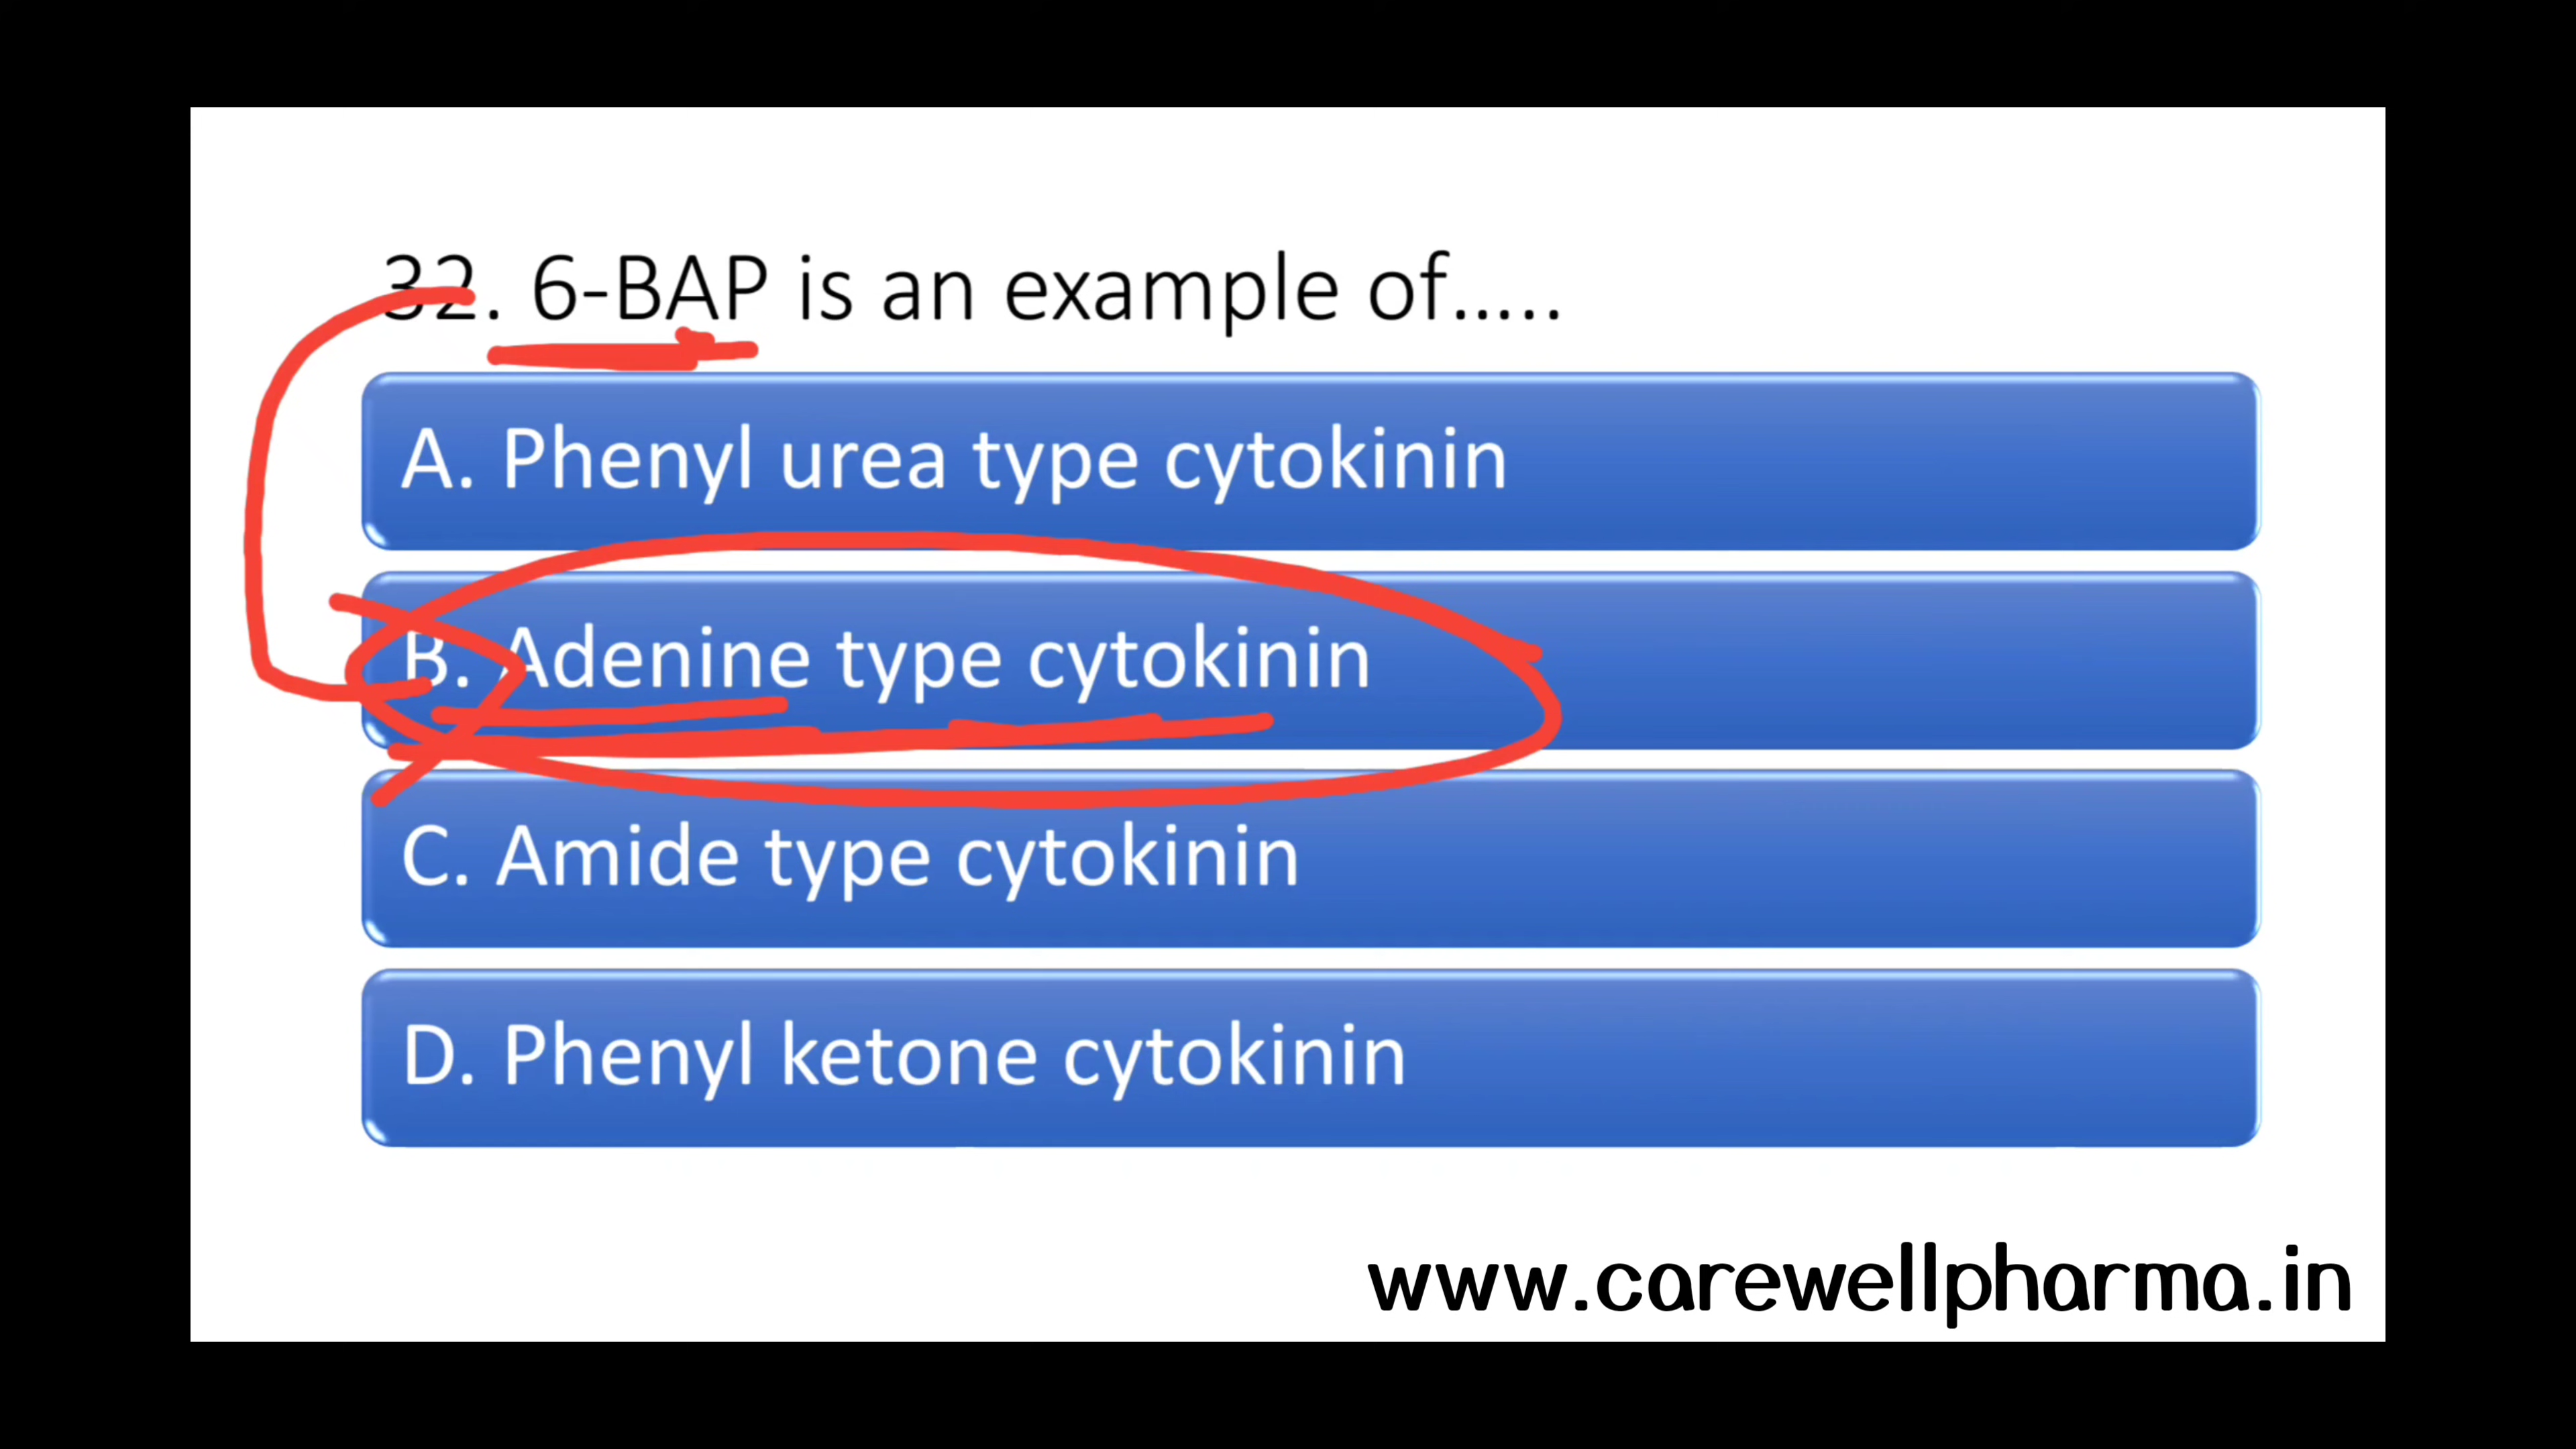 32. 6-BAP is an example of.....
A. Phenyl urea type cytokinin
B. Adenine type cytokinin
C. Amide type cytokinin
D. Phenyl ketone cytokinin
www.carewellpharma.in